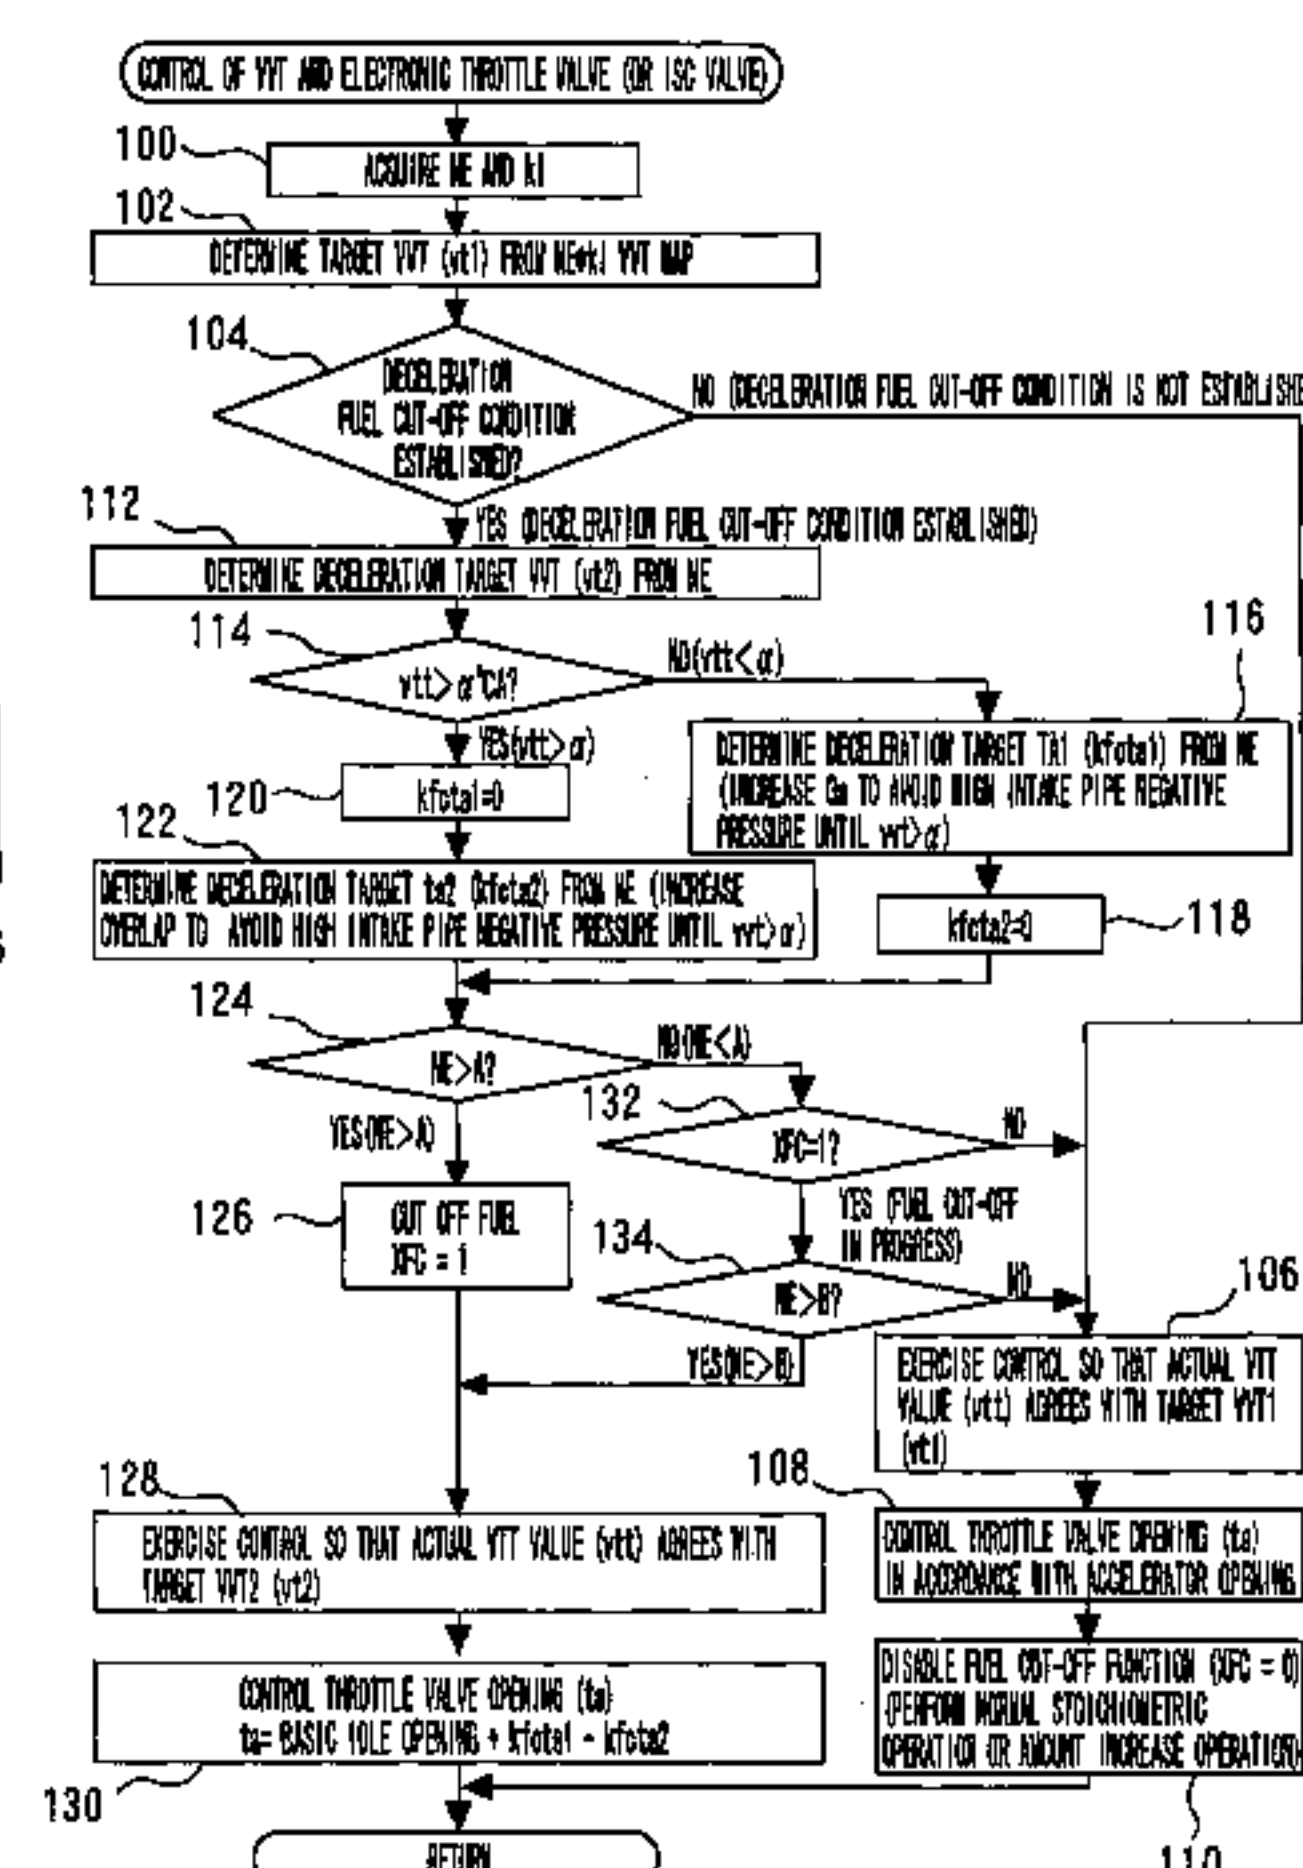 CONTROL OF VVT AND ELECTRONIC THROTTLE VALVE (OR ISC VALVE)
100
ACQUIRE NE AND kl
102
DETERMINE TARGET VVT (vt1) FROM NE*kl VVT MAP
104
DECELERATION
FUEL CUT-OFF CONDITION
ESTABLISHED?
NO (DECELERATION FUEL CUT-OFF CONDITION IS NOT ESTABLISHE
112
YES (DECELERATION FUEL CUT-OFF CONDITION ESTABLISHED)
DETERMINE DECELERATION TARGET VVT (vt2) FROM NE
114
vtt>α°CA?
NO(vtt<α)
116
YES(vtt>α)
DETERMINE DECELERATION TARGET TA1 (kfcta1) FROM NE
(INCREASE Ga TO AVOID HIGH INTAKE PIPE NEGATIVE
PRESSURE UNTIL vvt>α)
120
kfcta1=0
122
DETERMINE DECELERATION TARGET ta2 (kfcta2) FROM NE (INCREASE
OVERLAP TO AVOID HIGH INTAKE PIPE NEGATIVE PRESSURE UNTIL vvt>α)
kfcta2=0
118
124
NE>A?
NO(NE<A)
132
XFC=1?
NO
YES(NE>A)
126
CUT OFF FUEL
XFC = 1
YES (FUEL CUT-OFF
IN PROGRESS)
134
NE>B?
NO
106
YES(NE>B)
EXERCISE CONTROL SO THAT ACTUAL VTT
VALUE (vtt) AGREES WITH TARGET VVT1
(vt1)
128
EXERCISE CONTROL SO THAT ACTUAL VTT VALUE (vtt) AGREES WITH
TARGET VVT2 (vt2)
108
CONTROL THROTTLE VALVE OPENING (ta)
IN ACCORDANCE WITH ACCELERATOR OPENING
CONTROL THROTTLE VALVE OPENING (ta)
ta= BASIC IDLE OPENING + kfcta1 - kfcta2
130
DISABLE FUEL CUT-OFF FUNCTION (XFC = 0)
(PERFORM NORMAL STOICHIOMETRIC
OPERATION OR AMOUNT INCREASE OPERATION)
110
RETURN